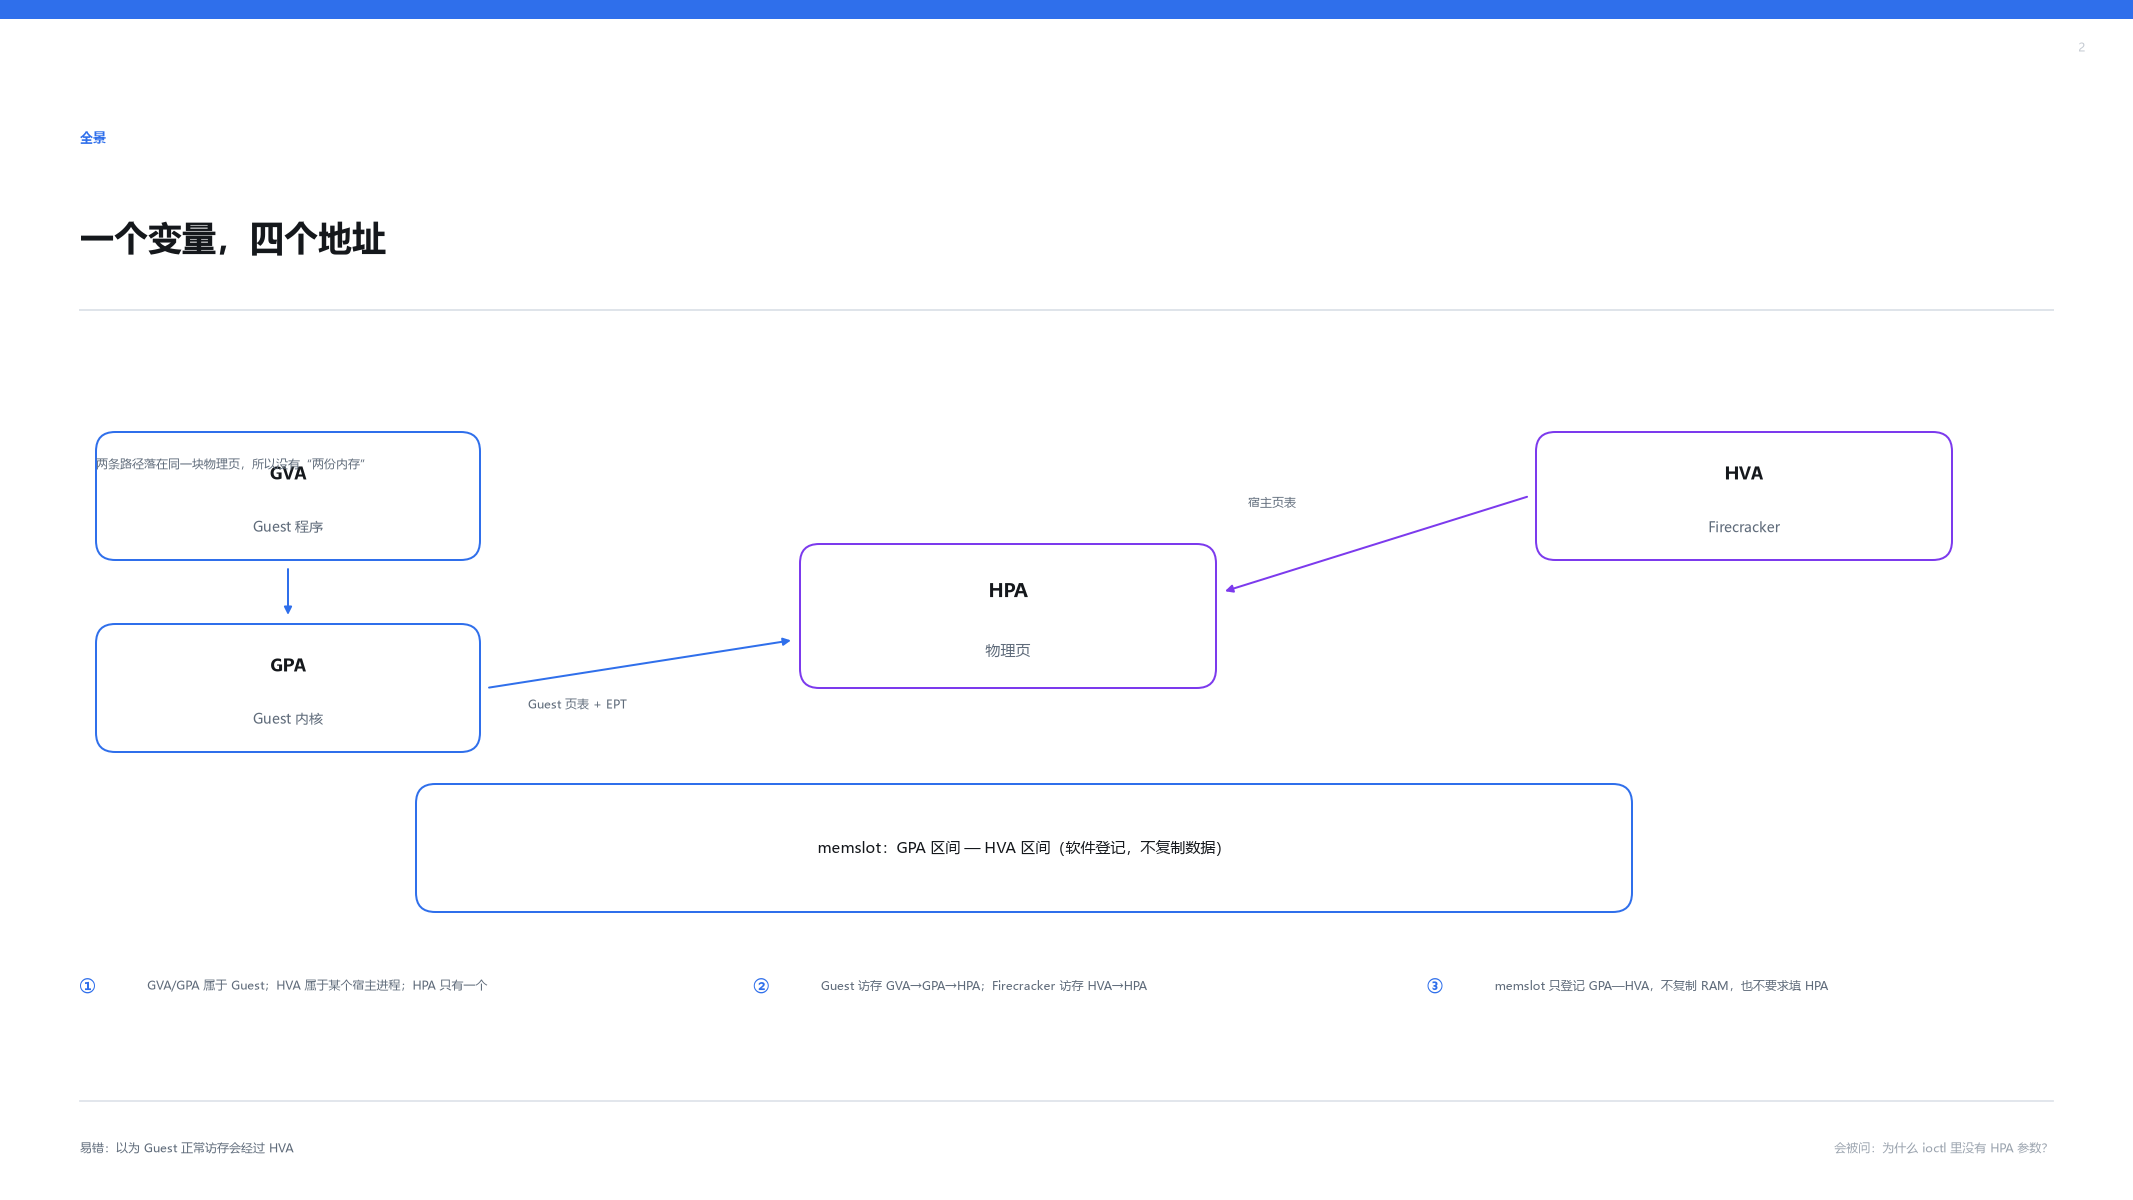 2
全景
一个变量，四个地址
两条路径落在同一块物理页，所以没有“两份内存”
GVA
Guest 程序
GPA
Guest 内核
Guest 页表 + EPT
HPA
物理页
宿主页表
HVA
Firecracker
memslot：GPA 区间 — HVA 区间（软件登记，不复制数据）
① GVA/GPA 属于 Guest；HVA 属于某个宿主进程；HPA 只有一个
② Guest 访存 GVA→GPA→HPA；Firecracker 访存 HVA→HPA
③ memslot 只登记 GPA—HVA，不复制 RAM，也不要求填 HPA
易错：以为 Guest 正常访存会经过 HVA
会被问：为什么 ioctl 里没有 HPA 参数？